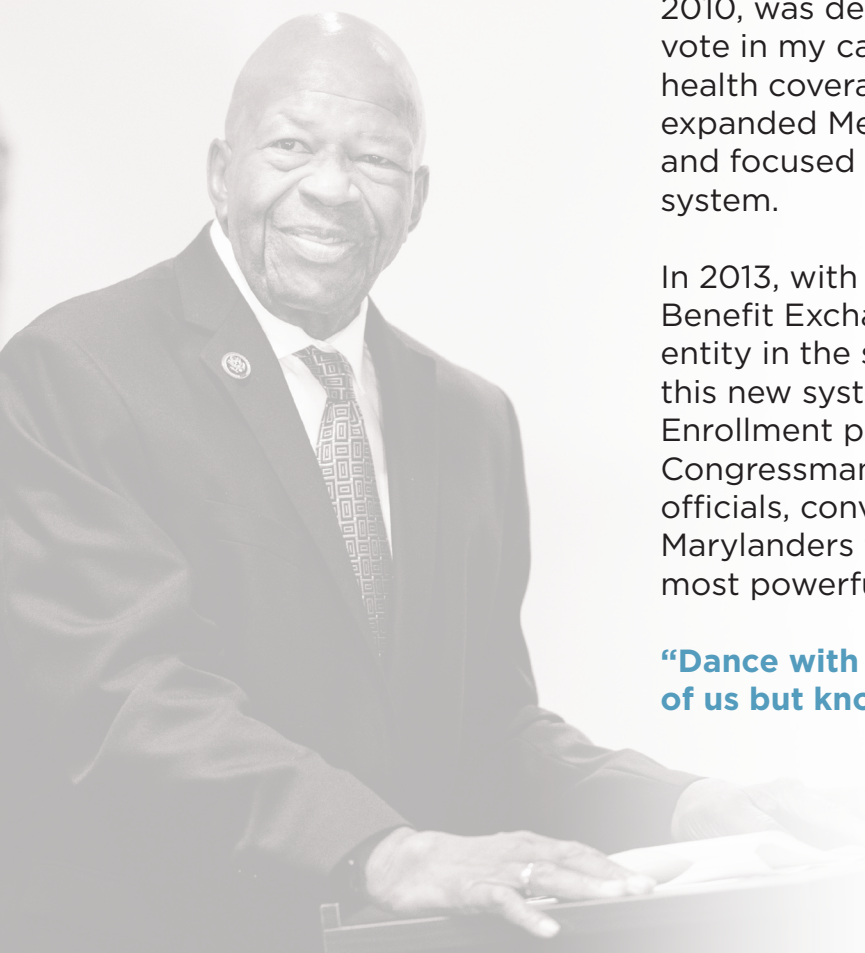 2010, was de
vote in my ca
health covera
expanded Me
and focused
system.
In 2013, with
Benefit Excha
entity in the s
this new syst
Enrollment p
Congressman
officials, conv
Marylanders
most powerfu
“Dance with
of us but kno